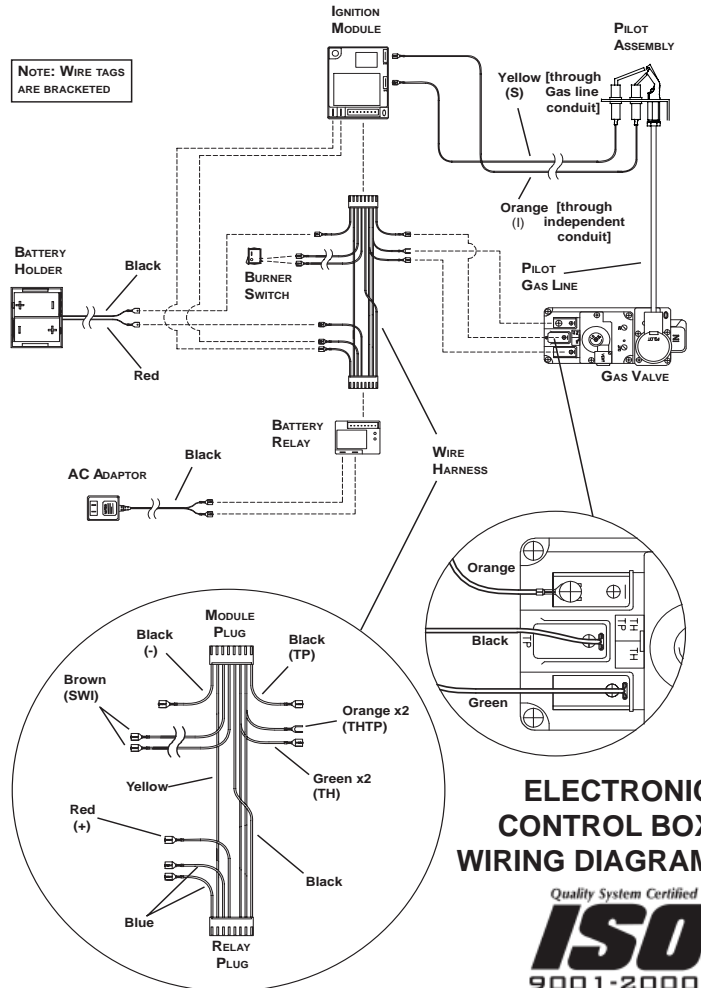 IGNITION
MODULE
PILOT
ASSEMBLY
NOTE: WIRE TAGS
ARE BRACKETED
Yellow [through
(S) Gas line
conduit]
Orange [through
(I) independent
conduit]
BATTERY
HOLDER
Black
BURNER
SWITCH
PILOT
GAS LINE
Red
PILOT
IN
GAS VALVE
BATTERY
RELAY
WIRE
HARNESS
AC ADAPTOR
Black
Orange
Black
Green
TP
TH
TP
TH
MODULE
PLUG
Black
(-)
Black
(TP)
Brown
(SWI)
Orange x2
(THTP)
Green x2
(TH)
Yellow
Red
(+)
Black
Blue
RELAY
PLUG
ELECTRONIC
CONTROL BOX
WIRING DIAGRAM
Quality System Certified
ISO
9001-2000